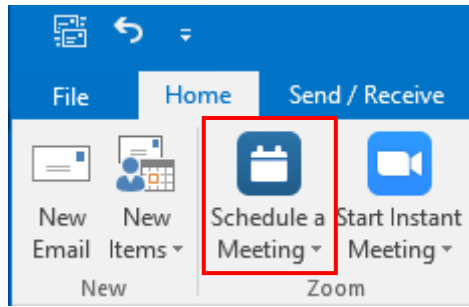 File Home Send / Receive
New New Schedule a Start Instant
Email Items Meeting Meeting
New Zoom